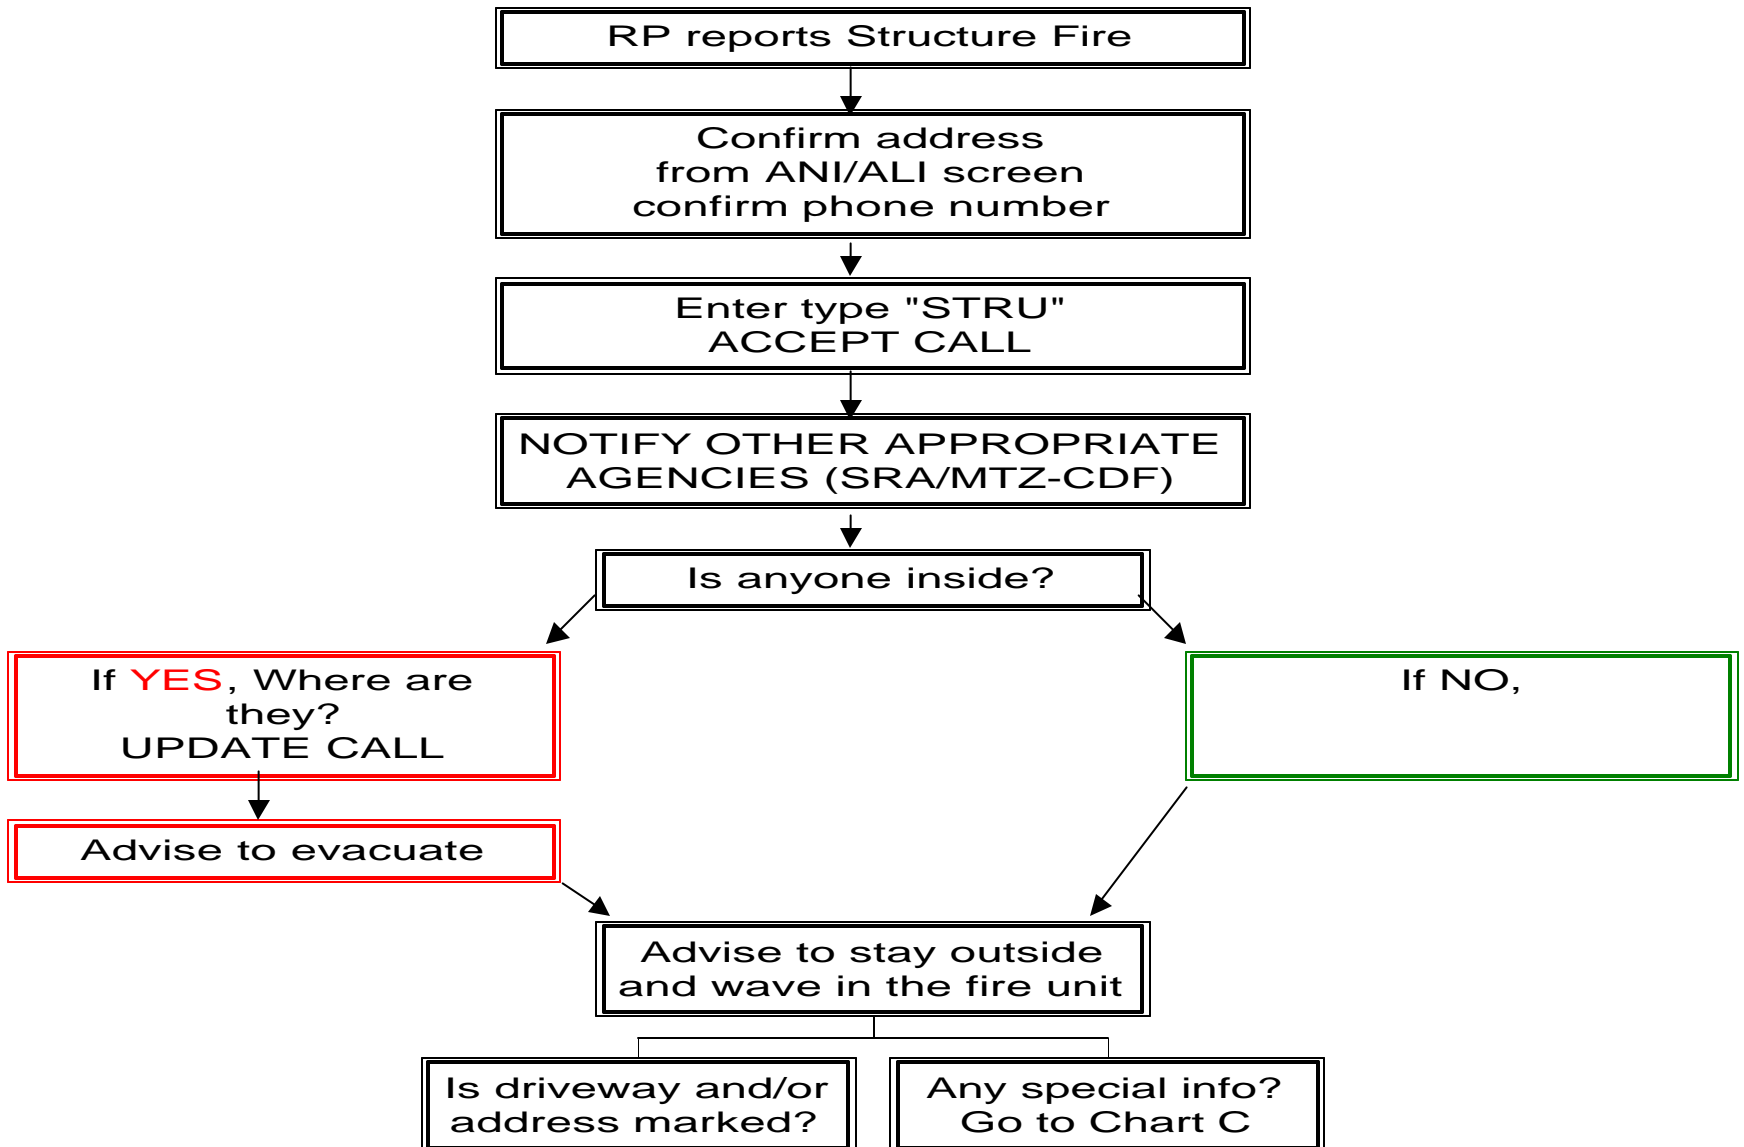 RP reports Structure Fire
Confirm address
from ANI/ALI screen
confirm phone number
Enter type "STRU"
ACCEPT CALL
NOTIFY OTHER APPROPRIATE
AGENCIES (SRA/MTZ-CDF)
Is anyone inside?
If YES, Where are
they?
UPDATE CALL
If NO,
Advise to evacuate
Advise to stay outside
and wave in the fire unit
Is driveway and/or
address marked?
Any special info?
Go to Chart C